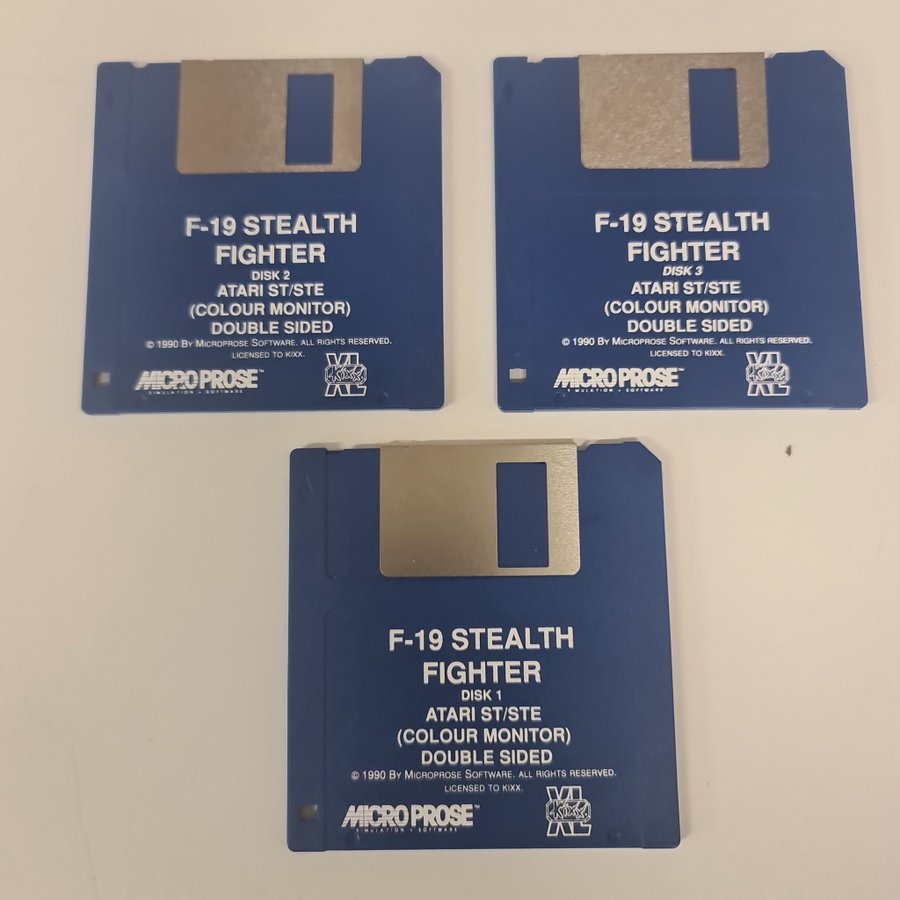 F-19 STEALTH
FIGHTER
DISK 2
ATARI ST/STE
(COLOUR MONITOR)
DOUBLE SIDED
© 1990 BY MICROPROSE SOFTWARE. ALL RIGHTS RESERVED.
LICENSED TO KIXX.
MICROPROSE™
SIMULATION • SOFTWARE
KIXX
XL
F-19 STEALTH
FIGHTER
DISK 3
ATARI ST/STE
(COLOUR MONITOR)
DOUBLE SIDED
© 1990 BY MICROPROSE SOFTWARE. ALL RIGHTS RESERVED.
LICENSED TO KIXX.
MICROPROSE™
SIMULATION • SOFTWARE
KIXX
XL
F-19 STEALTH
FIGHTER
DISK 1
ATARI ST/STE
(COLOUR MONITOR)
DOUBLE SIDED
© 1990 BY MICROPROSE SOFTWARE. ALL RIGHTS RESERVED.
LICENSED TO KIXX.
MICROPROSE™
SIMULATION • SOFTWARE
KIXX
XL